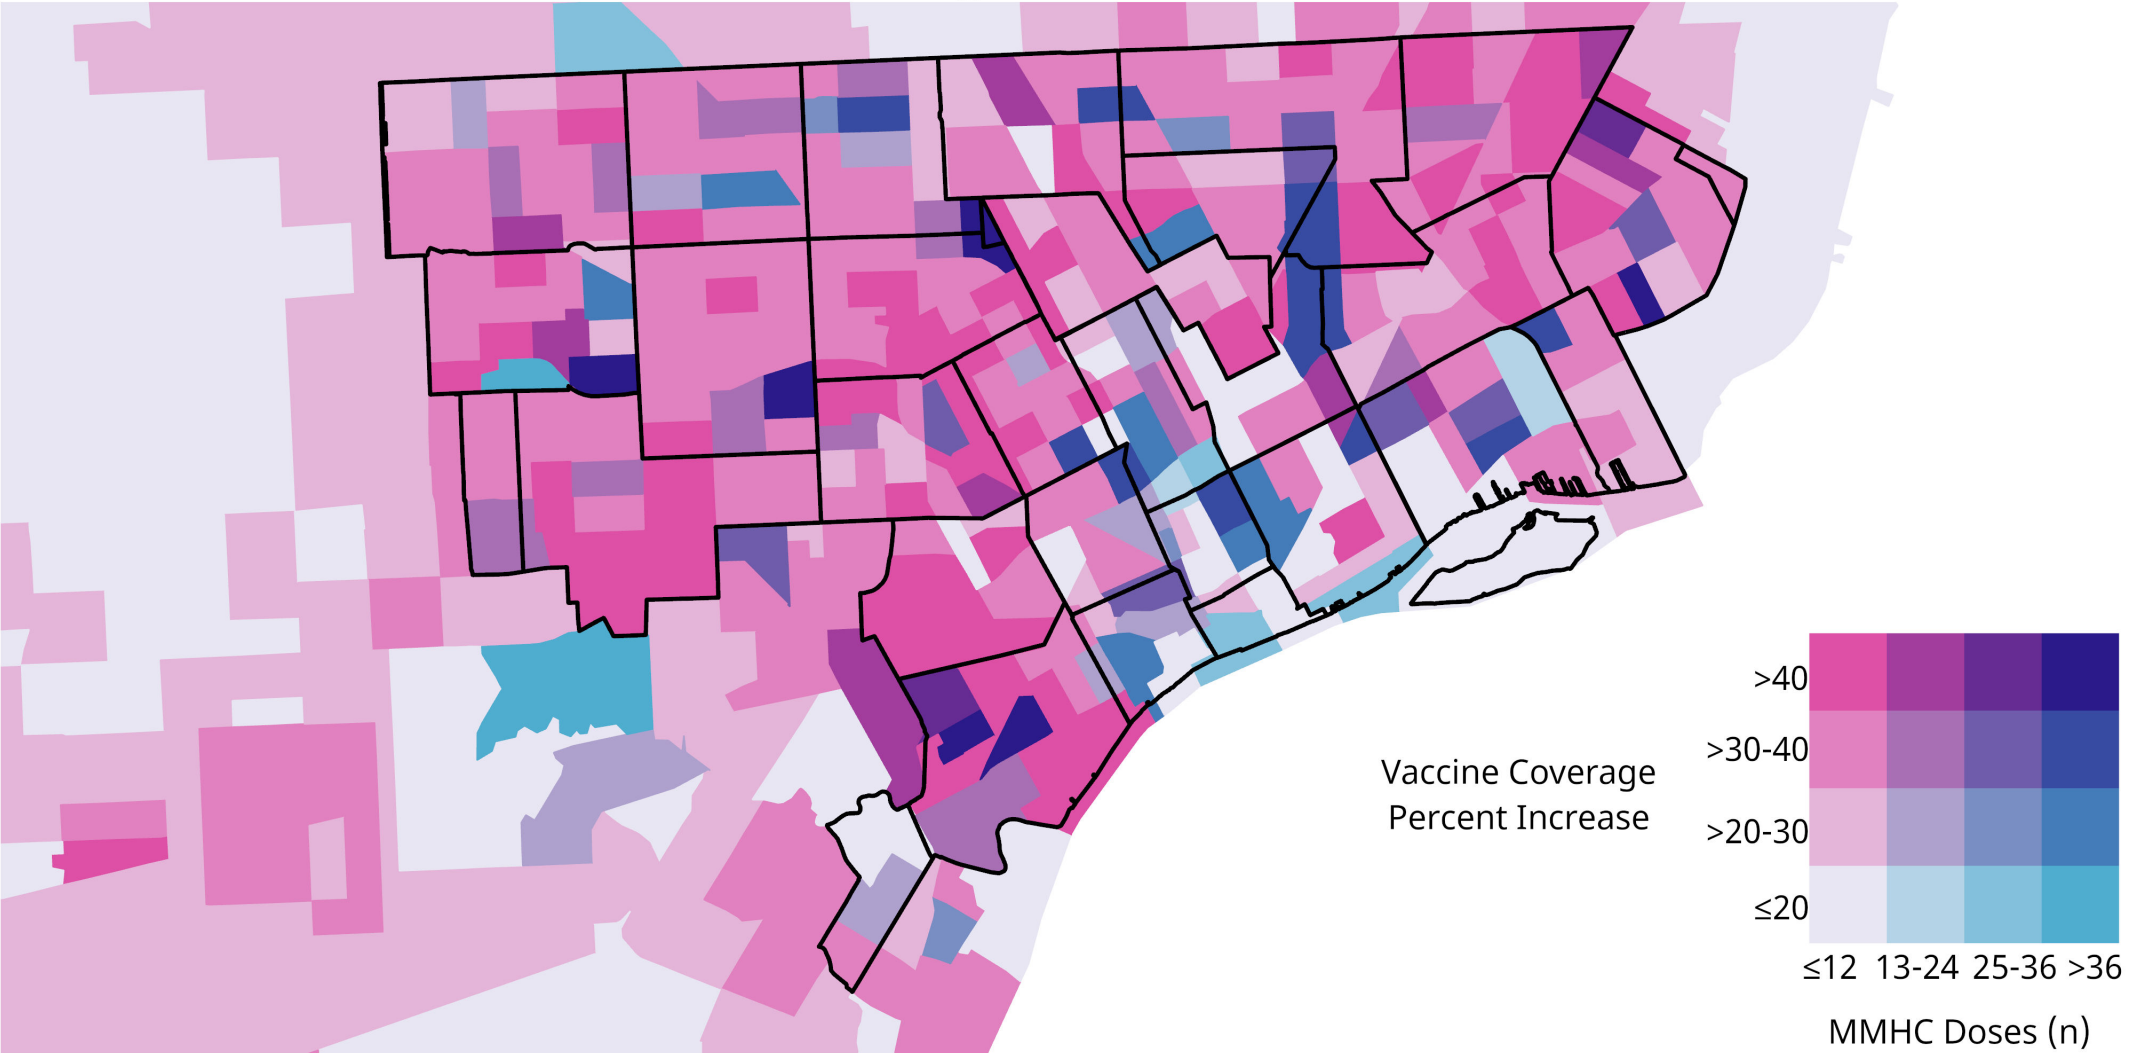 >40
>30-40
Vaccine Coverage
Percent Increase
>20-30
≤20
≤12 13-24 25-36 >36
MMHC Doses (n)